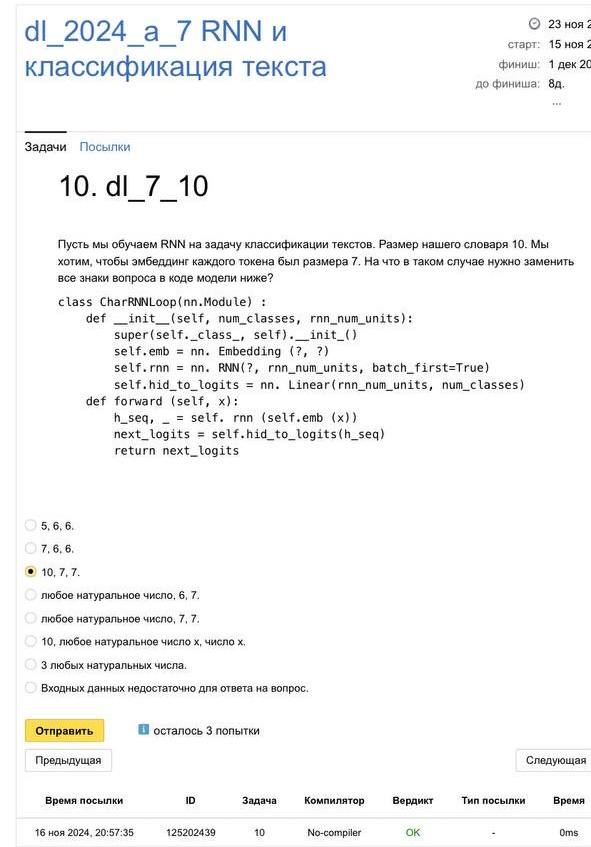 dl_2024_a_7 RNN и
классификация текста
23 ноя 2
старт: 15 ноя 2
финиш: 1 дек 20
до финиша: 8д.
...
Задачи Посылки
10. dl_7_10
Пусть мы обучаем RNN на задачу классификации текстов. Размер нашего словаря 10. Мы
хотим, чтобы эмбеддинг каждого токена был размера 7. На что в таком случае нужно заменить
все знаки вопроса в коде модели ниже?
class CharRNNLoop(nn.Module) :
    def __init__(self, num_classes, rnn_num_units):
        super(self._class_, self).__init_()
        self.emb = nn. Embedding (?, ?)
        self.rnn = nn. RNN(?, rnn_num_units, batch_first=True)
        self.hid_to_logits = nn. Linear(rnn_num_units, num_classes)
    def forward (self, x):
        h_seq, _ = self. rnn (self.emb (x))
        next_logits = self.hid_to_logits(h_seq)
        return next_logits
5, 6, 6.
7, 6, 6.
10, 7, 7.
любое натуральное число, 6, 7.
любое натуральное число, 7, 7.
10, любое натуральное число x, число x.
3 любых натуральных числа.
Входных данных недостаточно для ответа на вопрос.
Отправить i осталось 3 попытки
Предыдущая Следующая
Время посылки ID Задача Компилятор Вердикт Тип посылки Время
16 ноя 2024, 20:57:35 125202439 10 No-compiler OK - 0ms